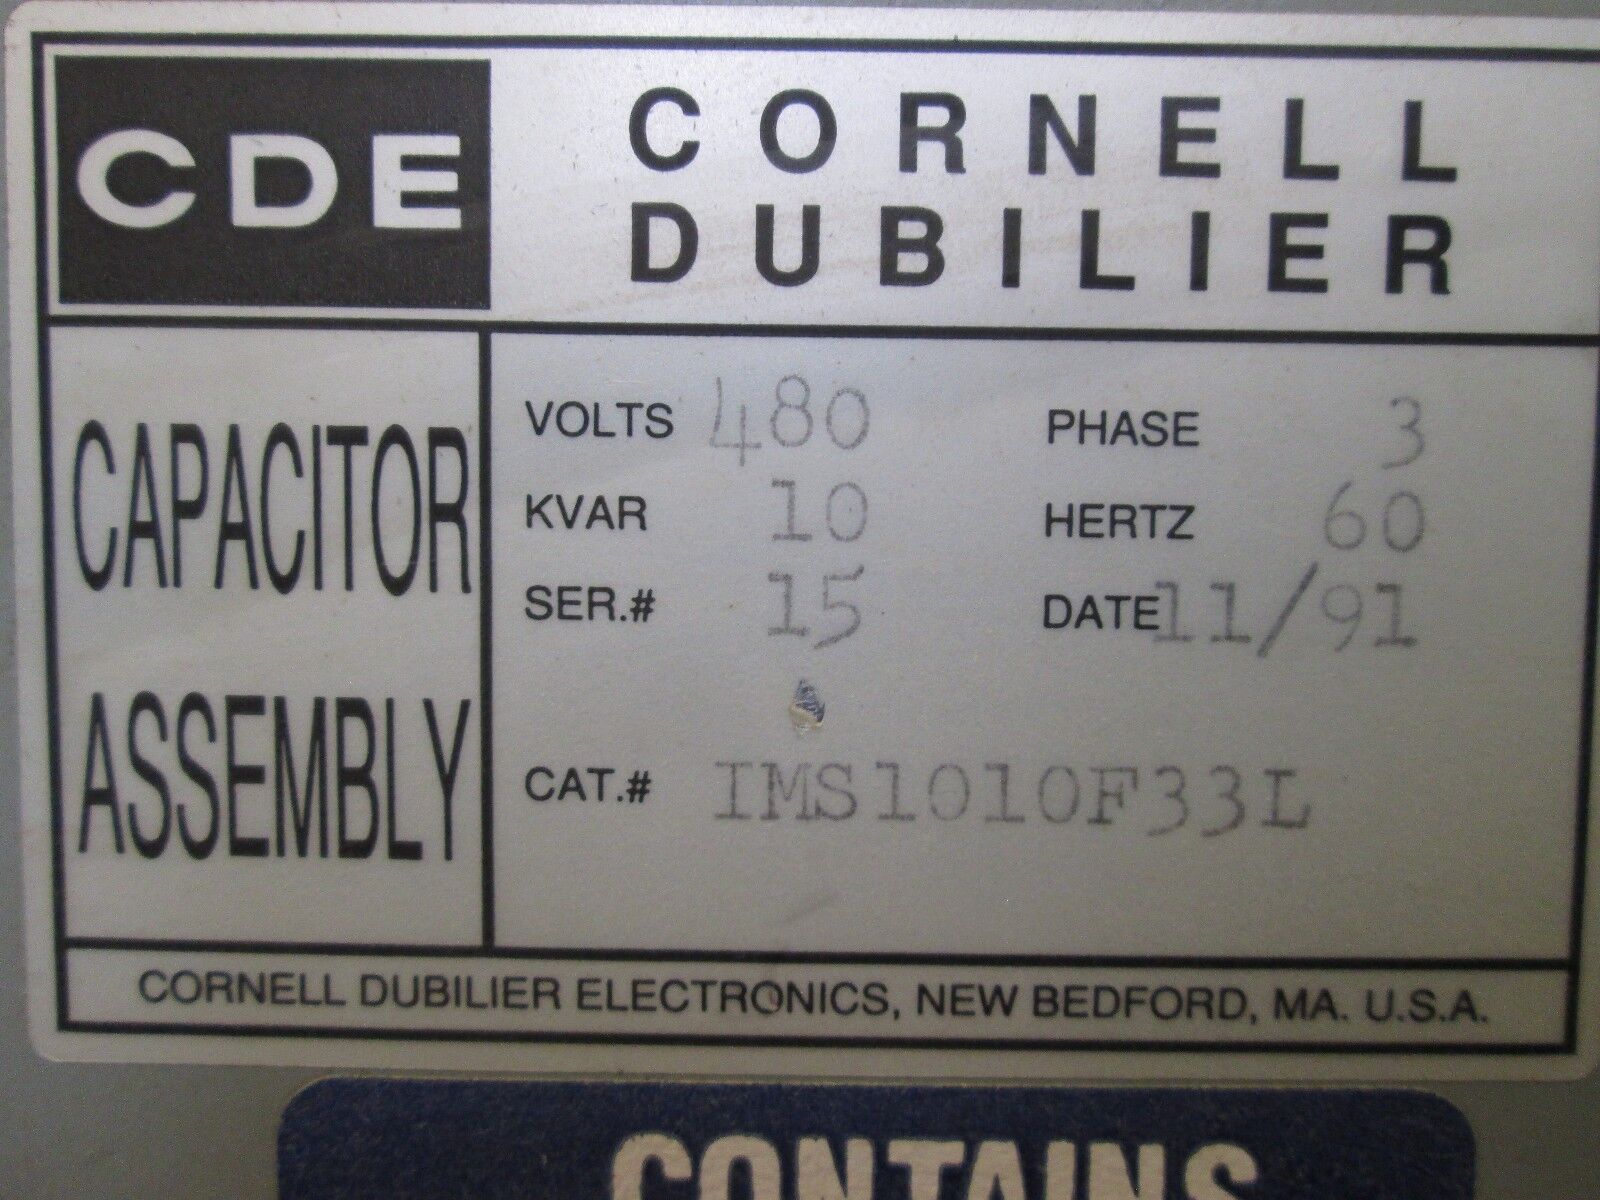 CDE
CORNELL
DUBILIER
CAPACITOR
ASSEMBLY
VOLTS 480 PHASE 3
KVAR 10 HERTZ 60
SER.# 15 DATE 11/91
CAT.# IMS1010F33L
CORNELL DUBILIER ELECTRONICS, NEW BEDFORD, MA. U.S.A.
CONTAINS